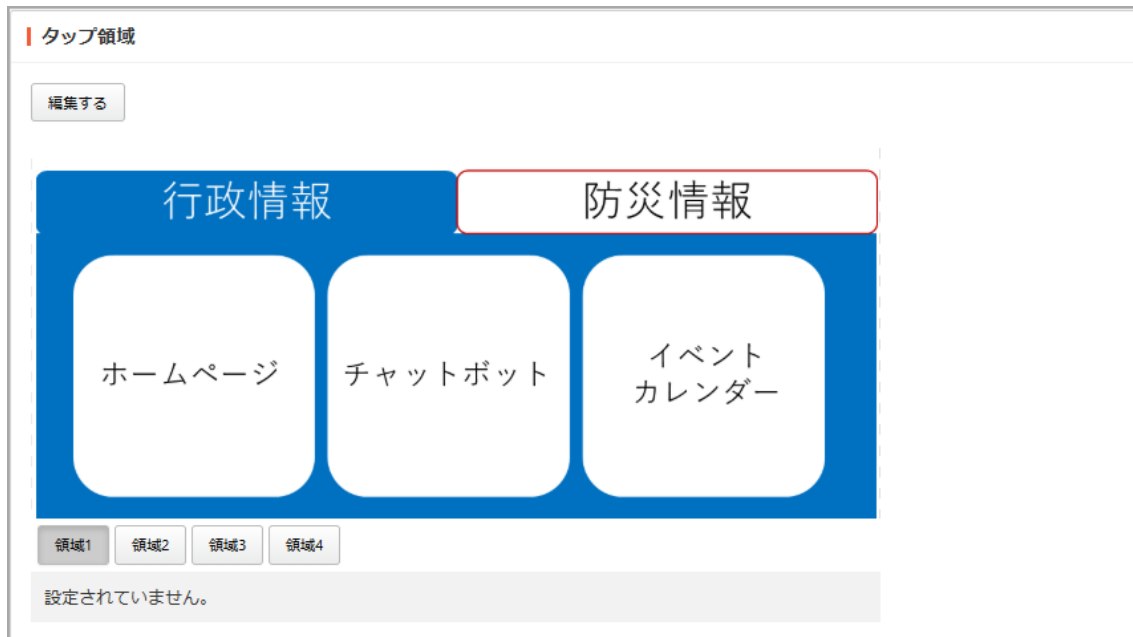 タップ領域
編集する
行政情報
防災情報
ホームページ
チャットボット
イベント
カレンダー
領域1
領域2
領域3
領域4
設定されていません。